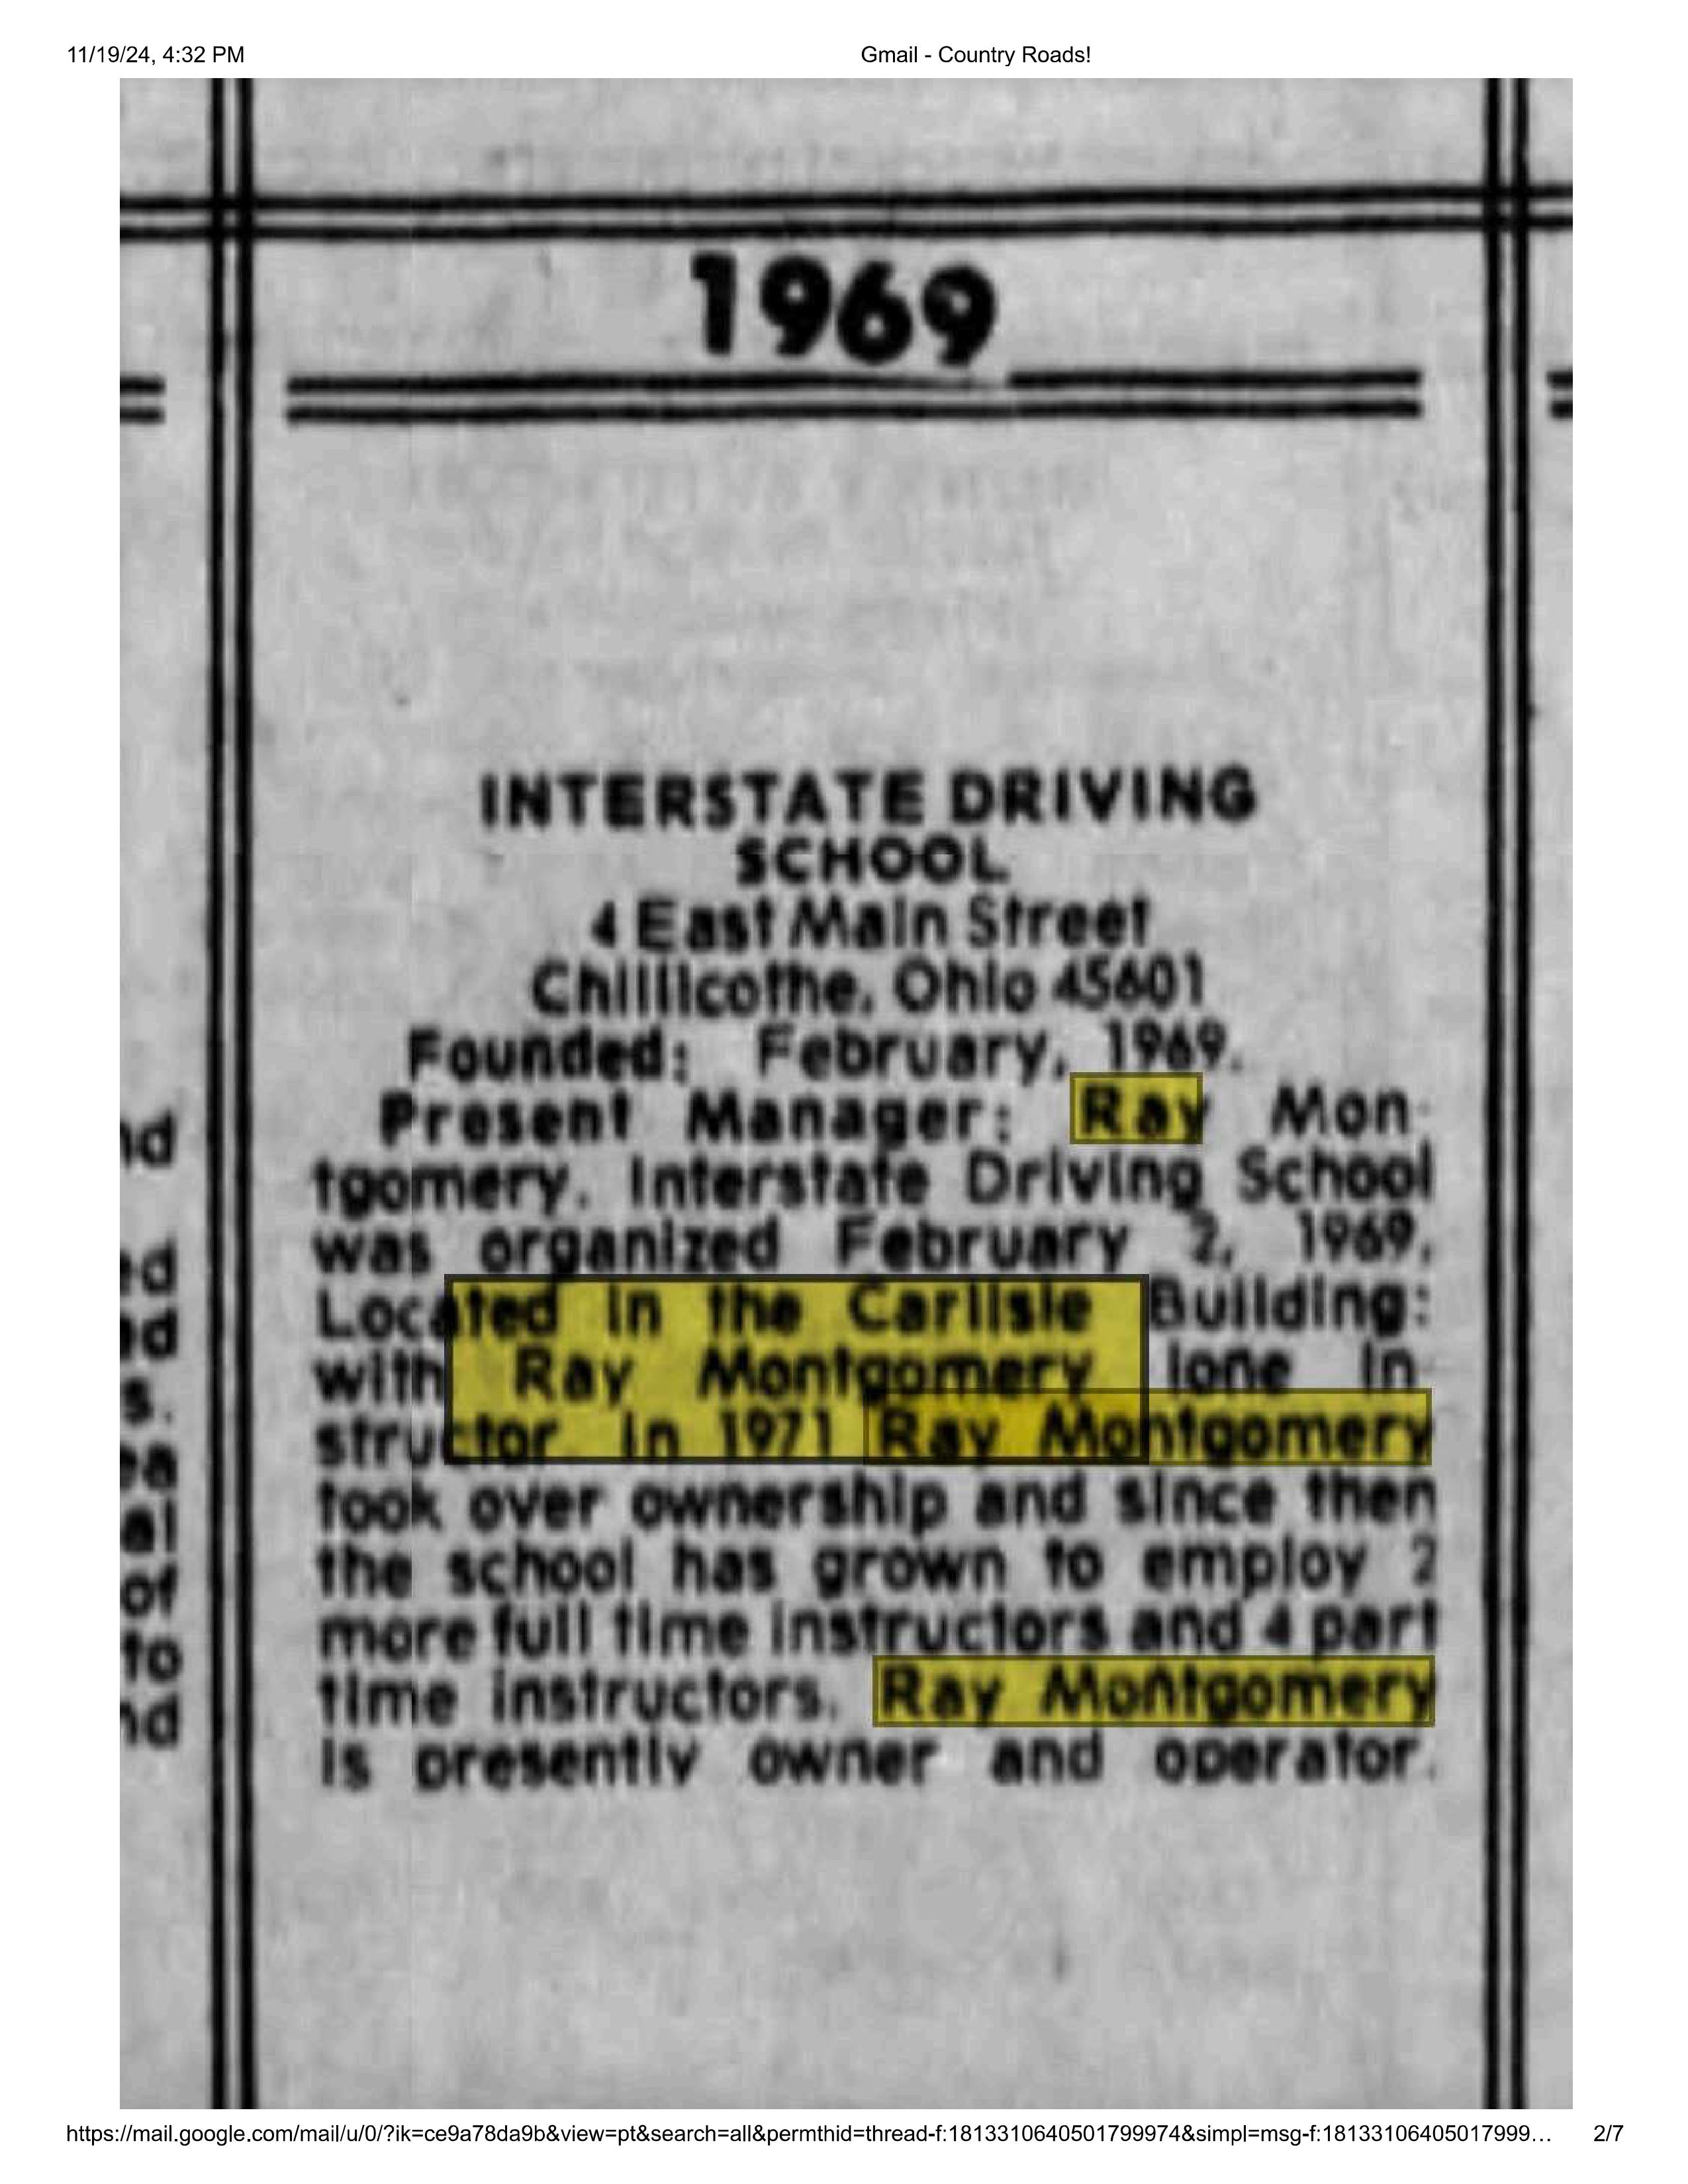 11/19/24, 4:32 PM
Gmail - Country Roads!
1969
INTERSTATE DRIVING
SCHOOL
4 East Main Street
Chillicothe, Ohio 45601
Founded: February, 1969.
Present Manager: Ray Mon-
tgomery. Interstate Driving School
was organized February 2, 1969.
Located in the Carlisle Building:
with Ray Montgomery lone in-
structor. In 1971 Ray Montgomery
took over ownership and since then
the school has grown to employ 2
more full time instructors and 4 part
time instructors. Ray Montgomery
is presently owner and operator.
nd
ed
ed
s.
ea
al
of
to
nd
https://mail.google.com/mail/u/0/?ik=ce9a78da9b&view=pt&search=all&permthid=thread-f:1813310640501799974&simpl=msg-f:18133106405017999… 2/7